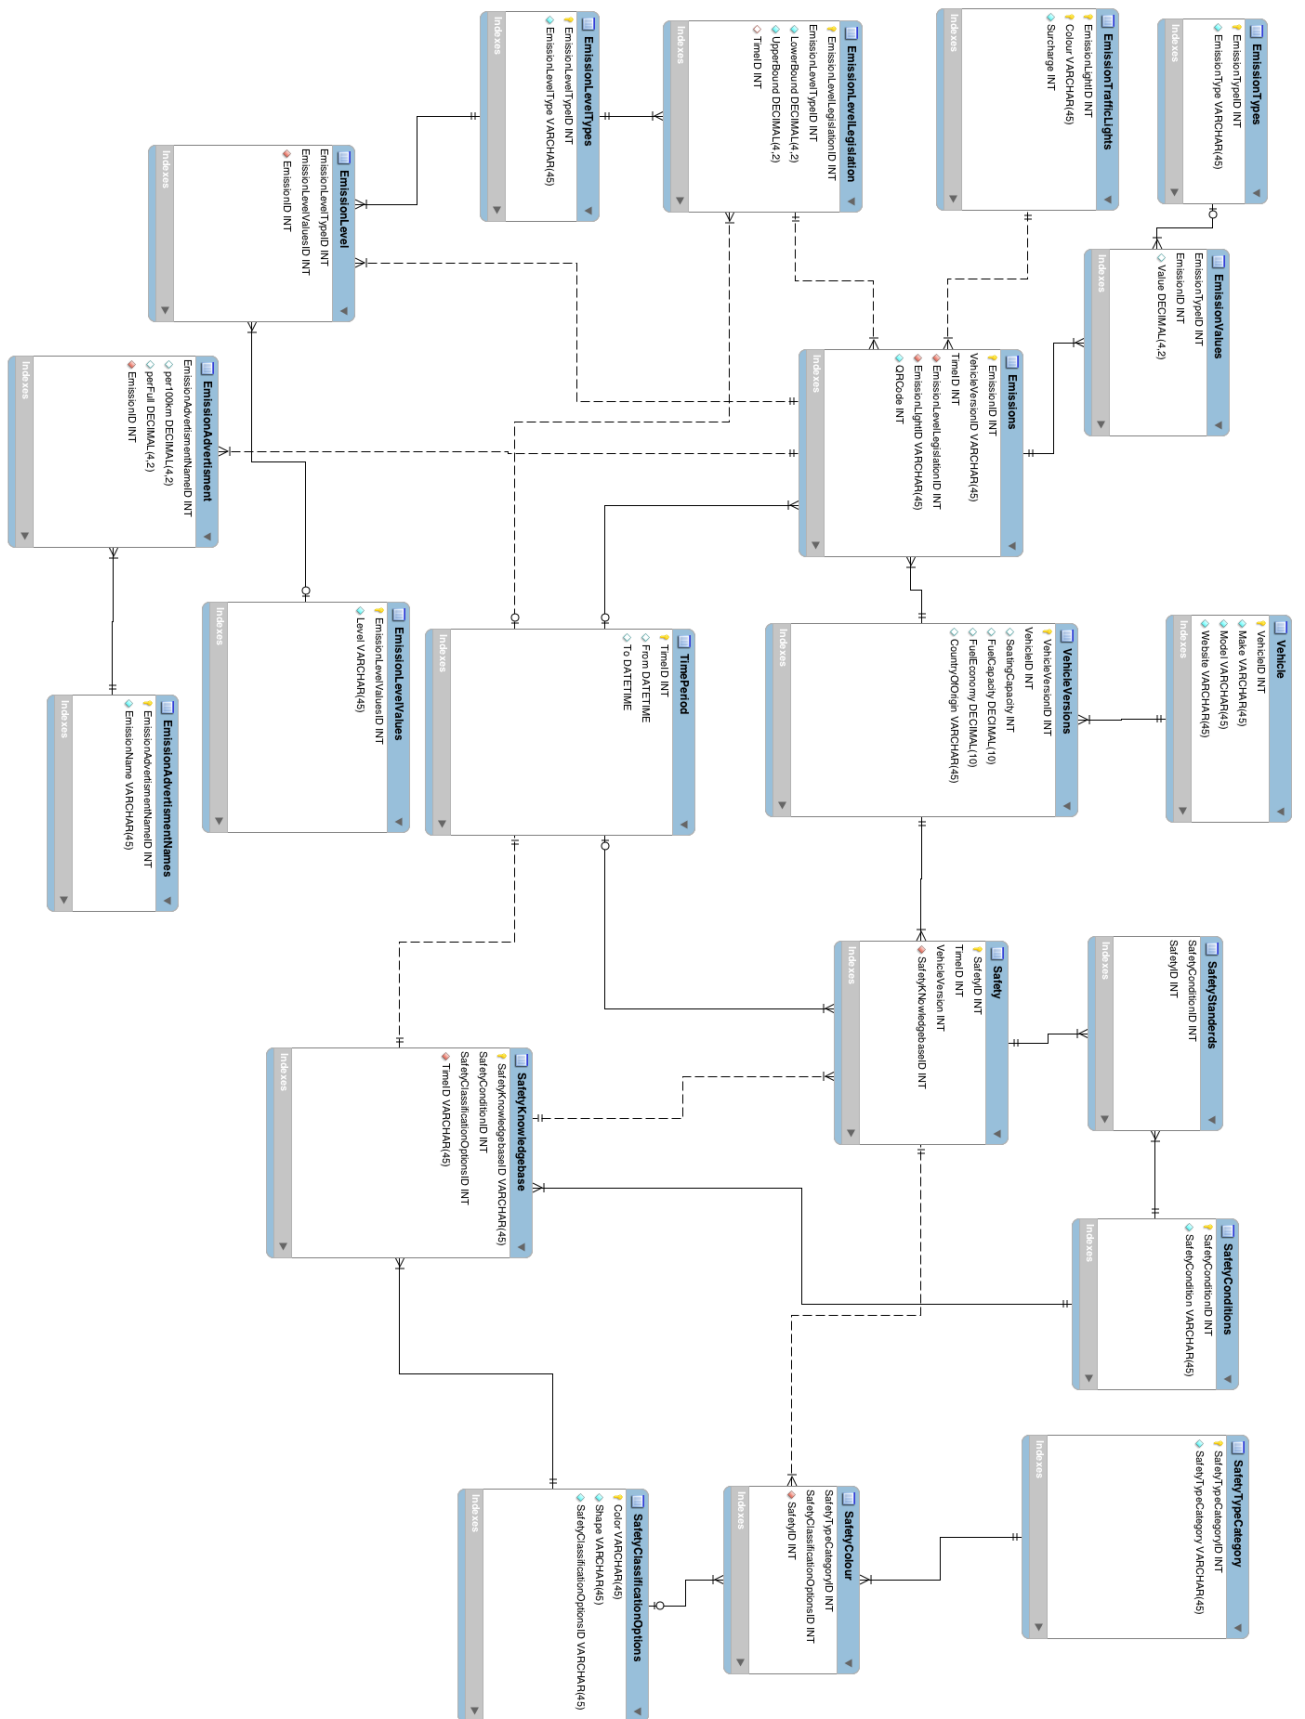 EmissionTypes
EmissionTypeID INT
EmissionType VARCHAR(45)
Indexes
EmissionValues
EmissionTypeID INT
EmissionID INT
Value DECIMAL(4,2)
Indexes
Vehicle
VehicleID INT
Make VARCHAR(45)
Model VARCHAR(45)
Website VARCHAR(45)
Indexes
SafetyStanderds
SafetyConditionID INT
SafetyID INT
Indexes
SafetyConditions
SafetyConditionID INT
SafetyCondition VARCHAR(45)
Indexes
SafetyTypeCategory
SafetyTypeCategoryID INT
SafetyTypeCategory VARCHAR(45)
Indexes
EmissionTrafficLights
EmissionLightID INT
Colour VARCHAR(45)
Surcharge INT
Indexes
Emissions
EmissionID INT
VehicleVersionID VARCHAR(45)
TimeID INT
EmissionLevelLegislationID INT
EmissionLightID VARCHAR(45)
QRCode INT
Indexes
VehicleVersions
VehicleVersionID INT
VehicleID INT
SeatingCapacity INT
FuelCapacity DECIMAL(10)
FuelEconomy DECIMAL(10)
CountryOfOrigin VARCHAR(45)
Indexes
Safety
SafetyID INT
TimeID INT
VehicleVersion INT
SafetyKNowledgebaseID INT
Indexes
SafetyColour
SafetyTypeCategoryID INT
SafetyClassificationOptionsID INT
SafetyID INT
Indexes
EmissionLevelLegislation
EmissionLevelLegislationID INT
EmissionLevelTypeID INT
LowerBound DECIMAL(4,2)
UpperBound DECIMAL(4,2)
TimeID INT
Indexes
TimePeriod
TimeID INT
From DATETIME
To DATETIME
Indexes
SafetyClassificationOptions
Color VARCHAR(45)
Shape VARCHAR(45)
SafetyClassificationOptionsID VARCHAR(45)
Indexes
EmissionLevelTypes
EmissionLevelTypeID INT
EmissionLevelType VARCHAR(45)
Indexes
SafetyKnowledgebase
SafetyKnowledgebaseID VARCHAR(45)
SafetyConditionID INT
SafetyClassificationOptionsID INT
TimeID VARCHAR(45)
Indexes
EmissionLevel
EmissionLevelTypeID INT
EmissionLevelValuesID INT
EmissionID INT
Indexes
EmissionLevelValues
EmissionLevelValuesID INT
Level VARCHAR(45)
Indexes
EmissionAdvertisment
EmissionAdvertismentNameID INT
per100km DECIMAL(4,2)
perFull DECIMAL(4,2)
EmissionID INT
Indexes
EmissionAdvertismentNames
EmissionAdvertismentNameID INT
EmissionName VARCHAR(45)
Indexes